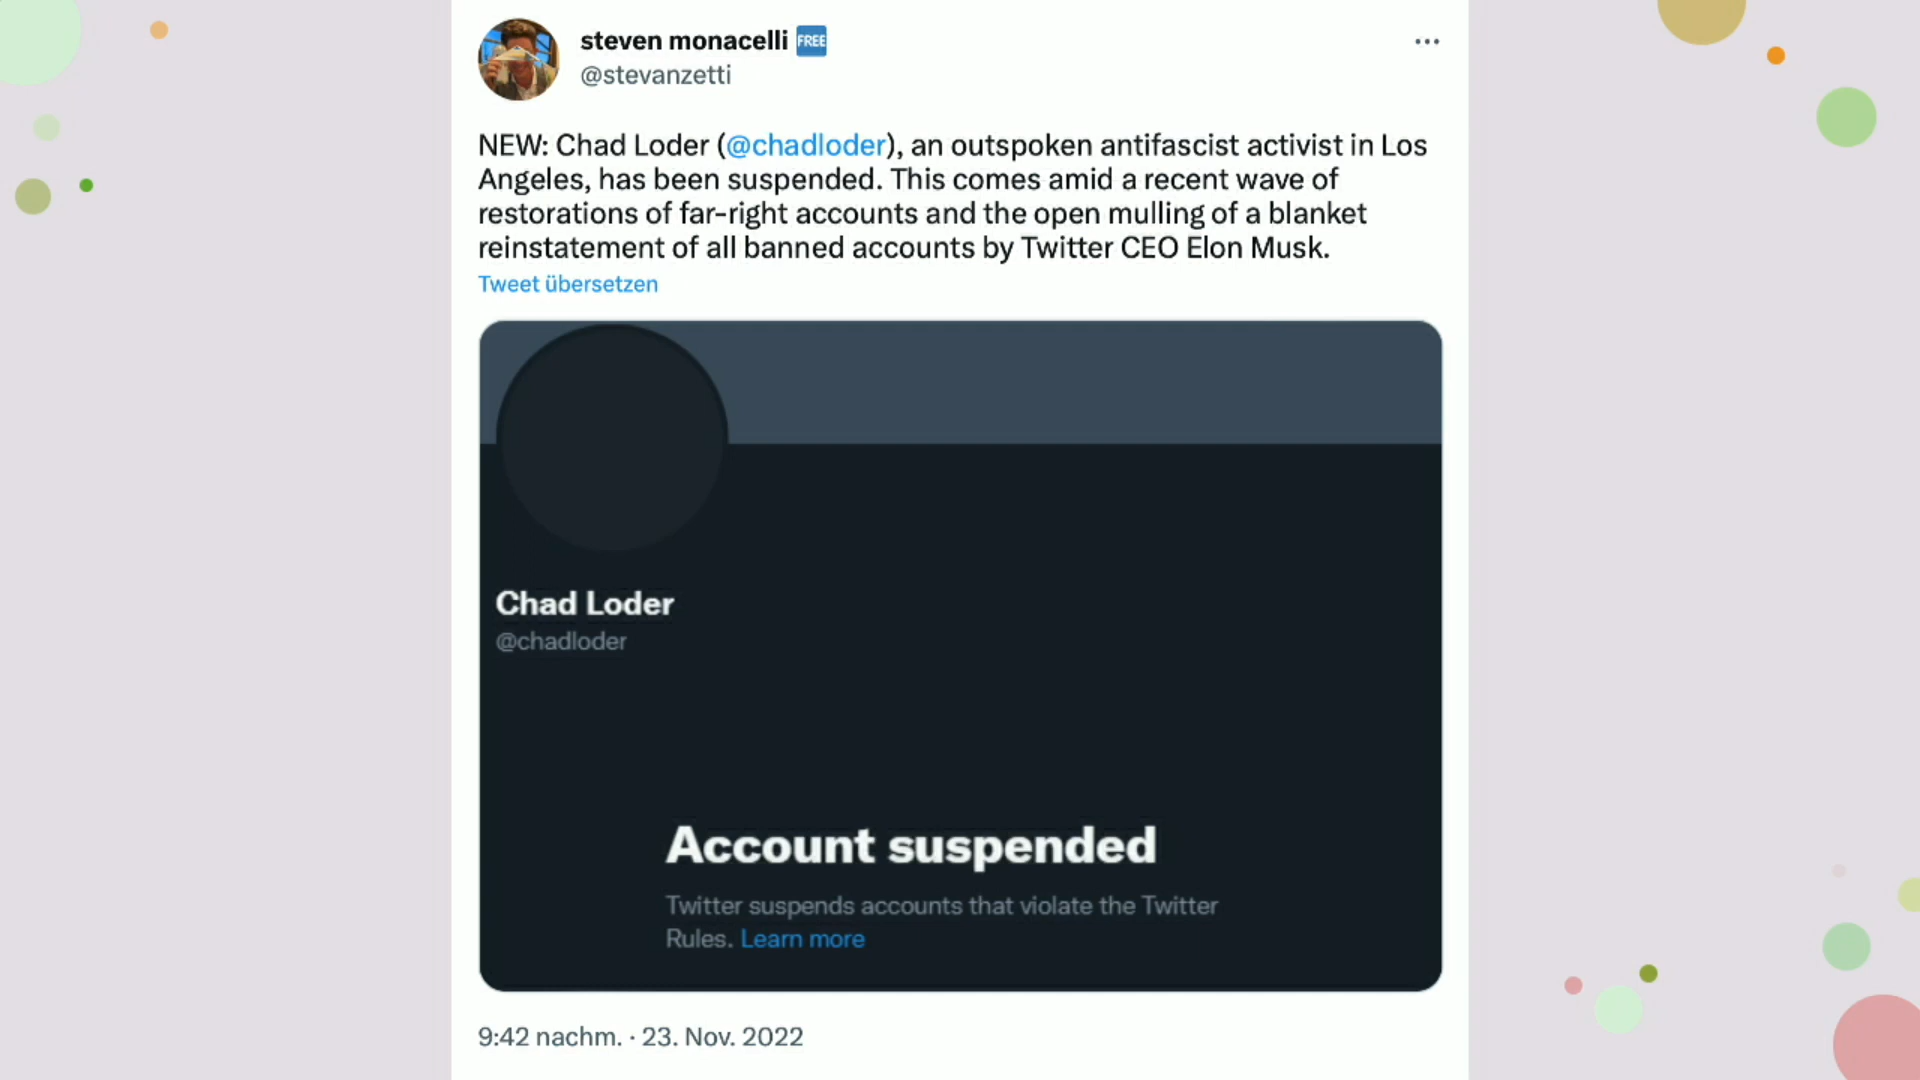 steven monacelli FREE
@stevanzetti
NEW: Chad Loder (@chadloder), an outspoken antifascist activist in Los
Angeles, has been suspended. This comes amid a recent wave of
restorations of far-right accounts and the open mulling of a blanket
reinstatement of all banned accounts by Twitter CEO Elon Musk.
Tweet übersetzen
Chad Loder
@chadloder
Account suspended
Twitter suspends accounts that violate the Twitter
Rules. Learn more
9:42 nachm. · 23. Nov. 2022